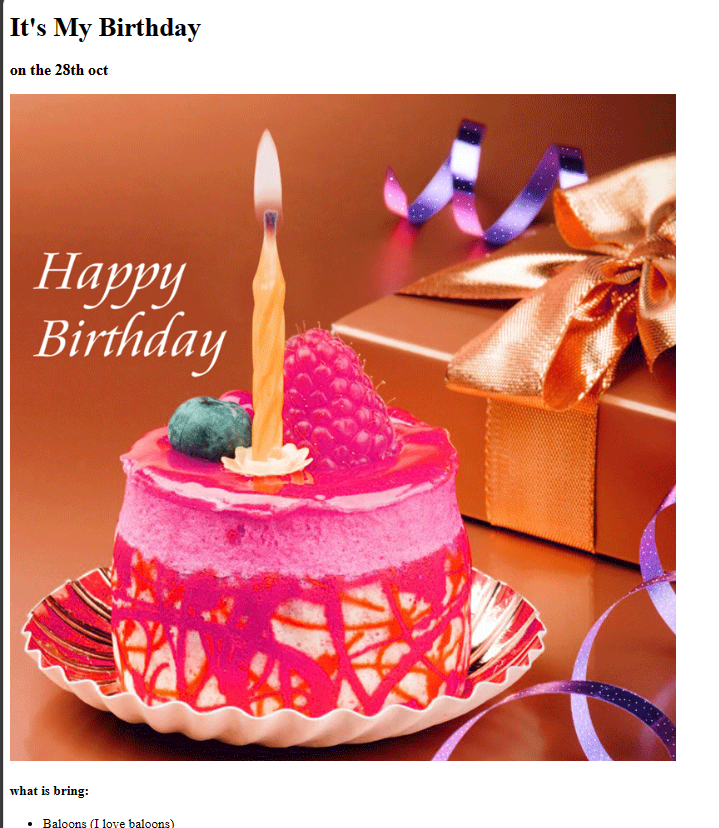 It's My Birthday
on the 28th oct
Happy
Birthday
what is bring:
Baloons (I love baloons)